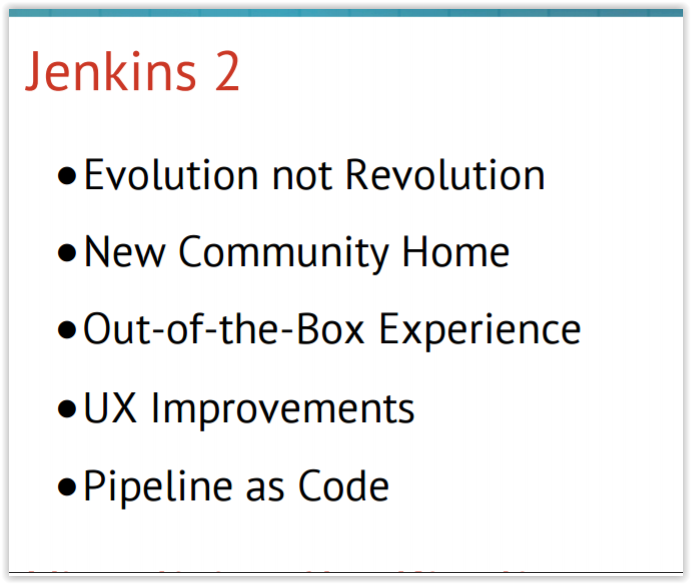 Jenkins 2
●Evolution not Revolution
●New Community Home
●Out-of-the-Box Experience
●UX Improvements
●Pipeline as Code